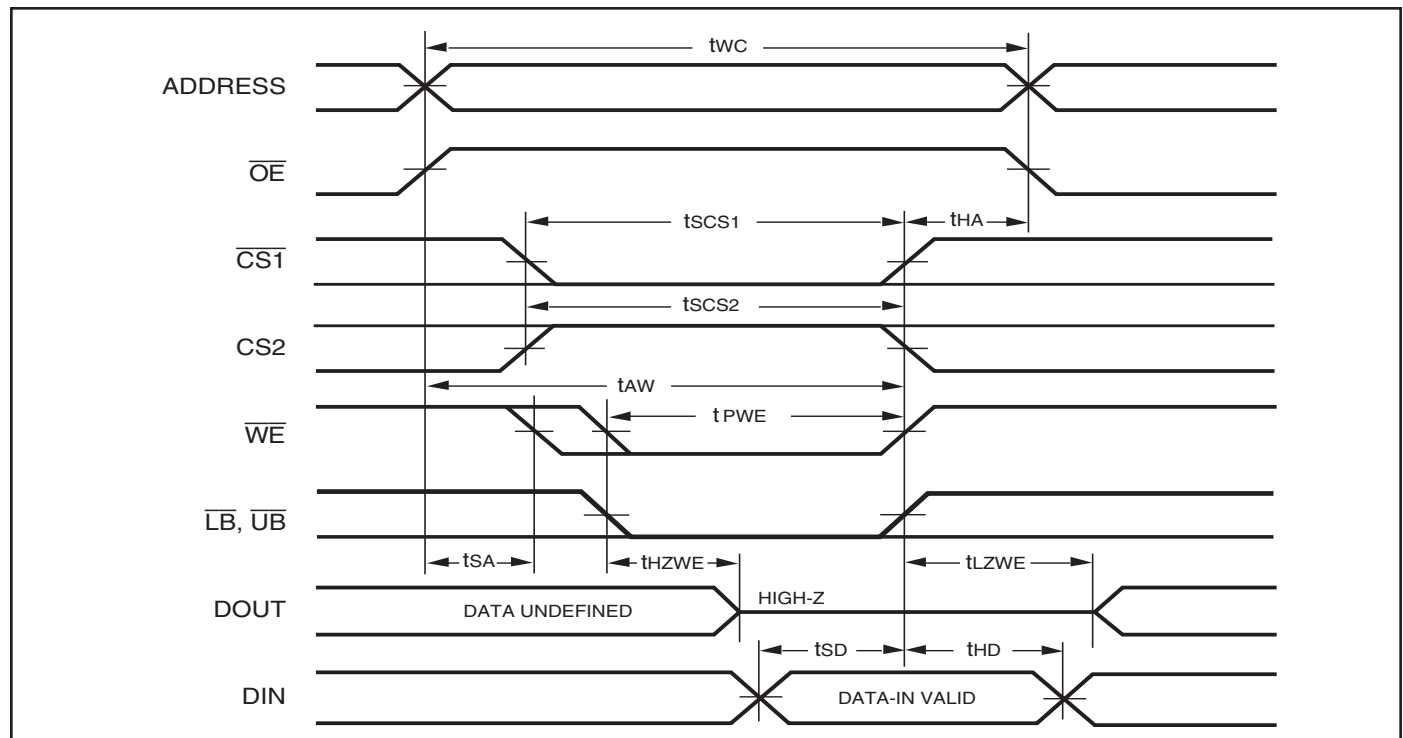 tWC
ADDRESS
OE
tSCS1
tHA
CS1
tSCS2
CS2
tAW
tPWE
WE
LB, UB
tSA
tHZWE
tLZWE
DOUT
DATA UNDEFINED
HIGH-Z
tSD
tHD
DIN
DATA-IN VALID